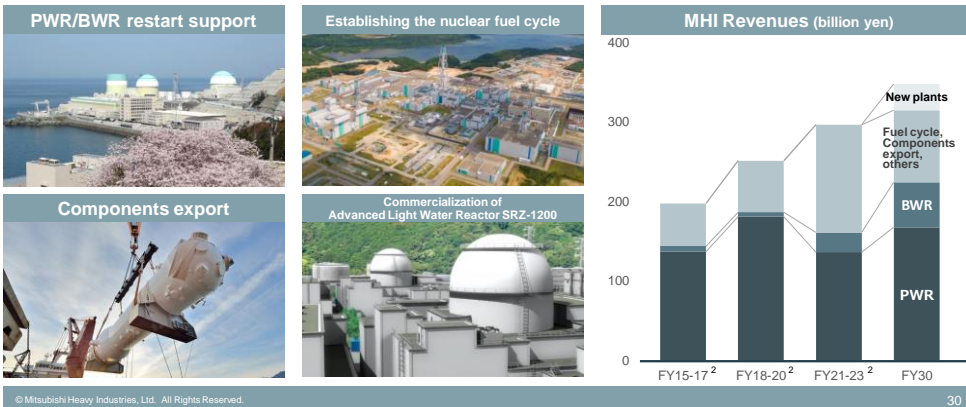 PWR/BWR restart support
Establishing the nuclear fuel cycle
Components export
Commercialization of
Advanced Light Water Reactor SRZ-1200
MHI Revenues (billion yen)
400
300
200
100
0
New plants
Fuel cycle,
Components
export,
others
BWR
PWR
FY15-17 2
FY18-20 2
FY21-23 2
FY30
© Mitsubishi Heavy Industries, Ltd. All Rights Reserved.
30